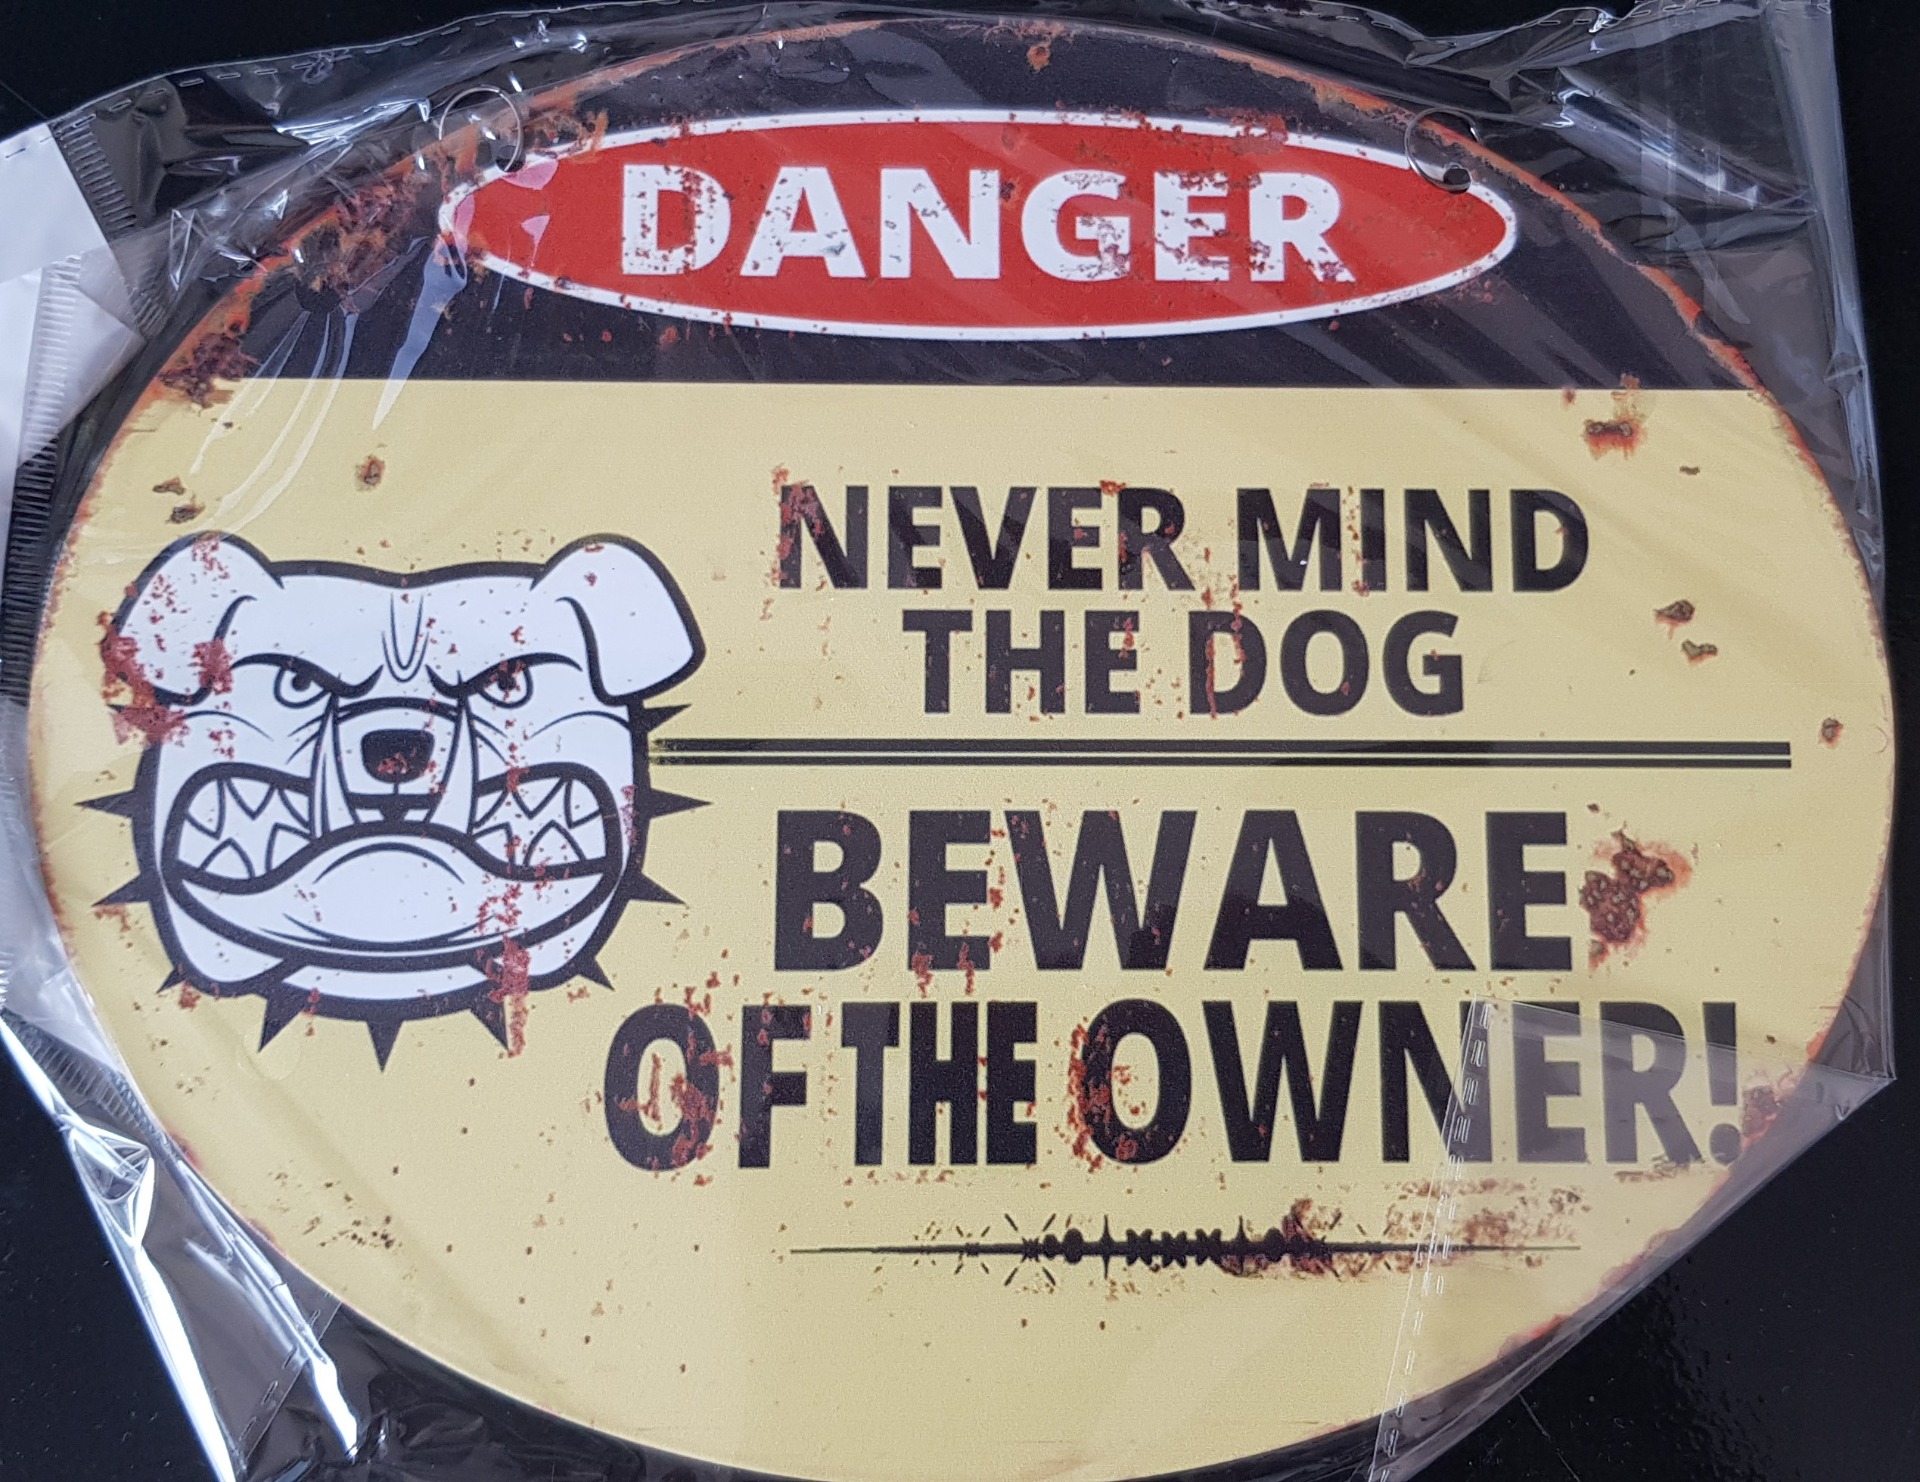 DANGER
NEVER MIND
THE DOG
BEWARE
OF THE OWNER!